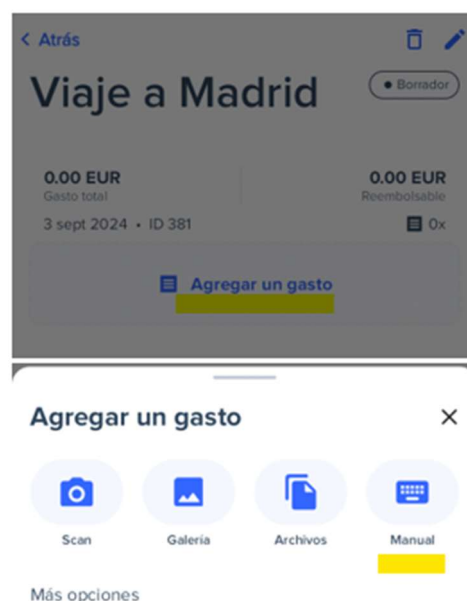 < Atrás
Viaje a Madrid
• Borrador
0.00 EUR 0.00 EUR
Gasto total Reembolsable
3 sept 2024 • ID 381 0x
Agregar un gasto
Agregar un gasto
Scan Galería Archivos Manual
Más opciones